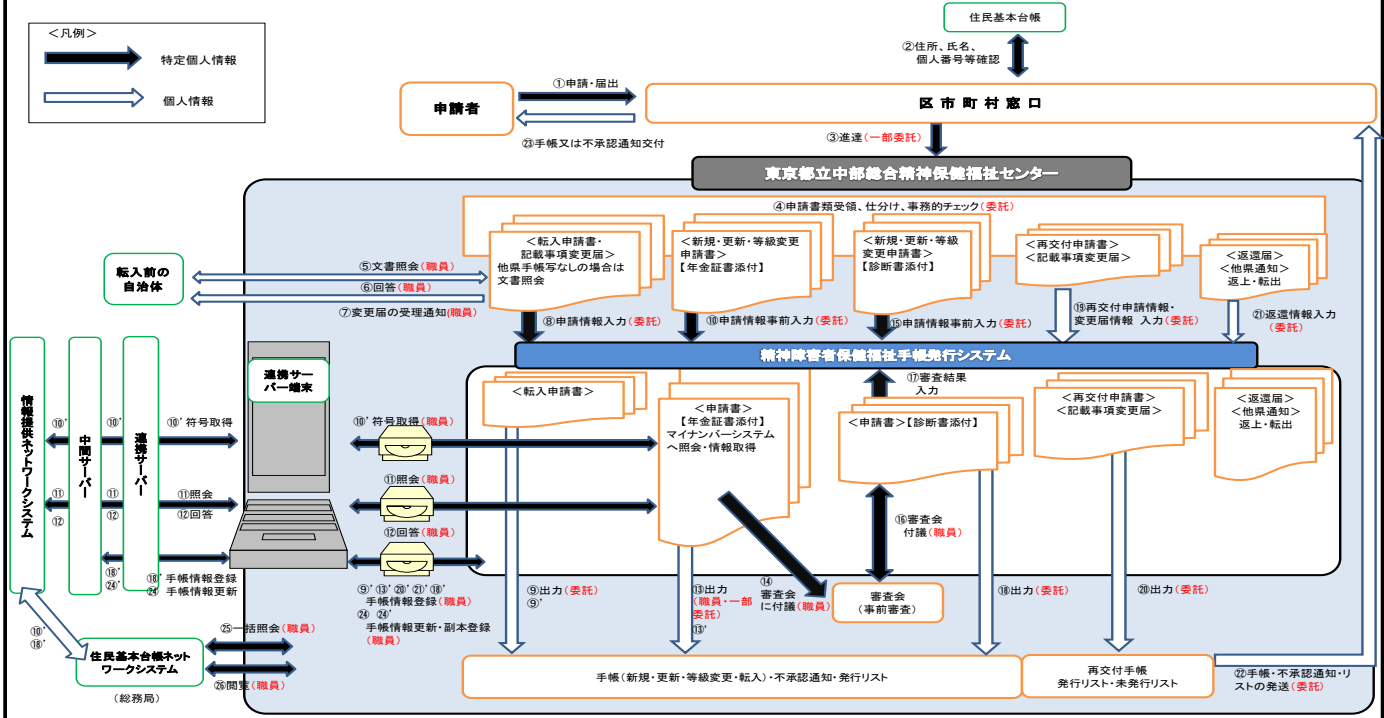 ＜凡例＞
特定個人情報
個人情報
住民基本台帳
②住所、氏名、
個人番号等確認
申請者
①申請・届出
㉓手帳又は不承認通知交付
区市町村窓口
③進達(一部委託)
東京都立中部総合精神保健福祉センター
④申請書類受領、仕分け、事務的チェック(委託)
＜転入申請書・
記載事項変更届＞
他県手帳写なしの場合は
文書照会
＜新規・更新・等級変更
申請書＞
【年金証書添付】
＜新規・更新・等級
変更申請書＞
【診断書添付】
＜再交付申請書＞
＜記載事項変更届＞
＜返還届＞
＜他県通知＞
返上・転出
転入前の
自治体
⑤文書照会(職員)
⑥回答(職員)
⑦変更届の受理通知(職員)
⑧申請情報入力(委託)
⑩申請情報事前入力(委託)
⑮申請情報事前入力(委託)
⑲再交付申請情報・
変更届情報 入力(委託)
㉑返還情報入力
(委託)
精神障害者保健福祉手帳発行システム
情報提供ネットワークシステム
中間サーバー
連携サーバー
連携サー
バー端末
⑩’
⑩’
⑩’ 符号取得
⑪
⑫
⑪
⑫
⑪照会
⑫回答
⑱’
㉔’
⑱’ 手帳情報登録
㉔’ 手帳情報更新
⑩’ 符号取得(職員)
⑪照会(職員)
⑫回答(職員)
⑨’ ⑬’ ⑳’ ㉑’ ⑱’
手帳情報登録(職員)
㉔ ㉔’
手帳情報更新・副本登録
(職員)
＜転入申請書＞
＜申請書＞
【年金証書添付】
マイナンバーシステム
へ照会・情報取得
⑰審査結果
入力
＜申請書＞【診断書添付】
＜再交付申請書＞
＜記載事項変更届＞
＜返還届＞
＜他県通知＞
返上・転出
⑯審査会
付議(職員)
⑨出力(委託)
⑨’
⑬出力
(職員・一部
委託)
⑬’
⑭
審査会
に付議(職員)
審査会
(事前審査)
⑱出力(委託)
⑳出力(委託)
⑩’
⑱’
住民基本台帳ネット
ワークシステム
(総務局)
㉕一括照会(職員)
㉖閲覧(職員)
手帳(新規・更新・等級変更・転入)・不承認通知・発行リスト
再交付手帳
発行リスト・未発行リスト
㉒手帳・不承認通知・リ
ストの発送(委託)